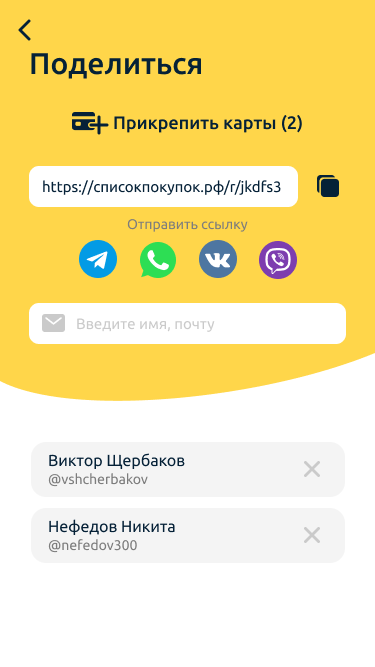 Поделиться
Прикрепить карты (2)
https://списокпокупок.рф/г/jkdfs3
Отправить ссылку
Введите имя, почту
Виктор Щербаков
@vshcherbakov
Нефедов Никита
@nefedov300